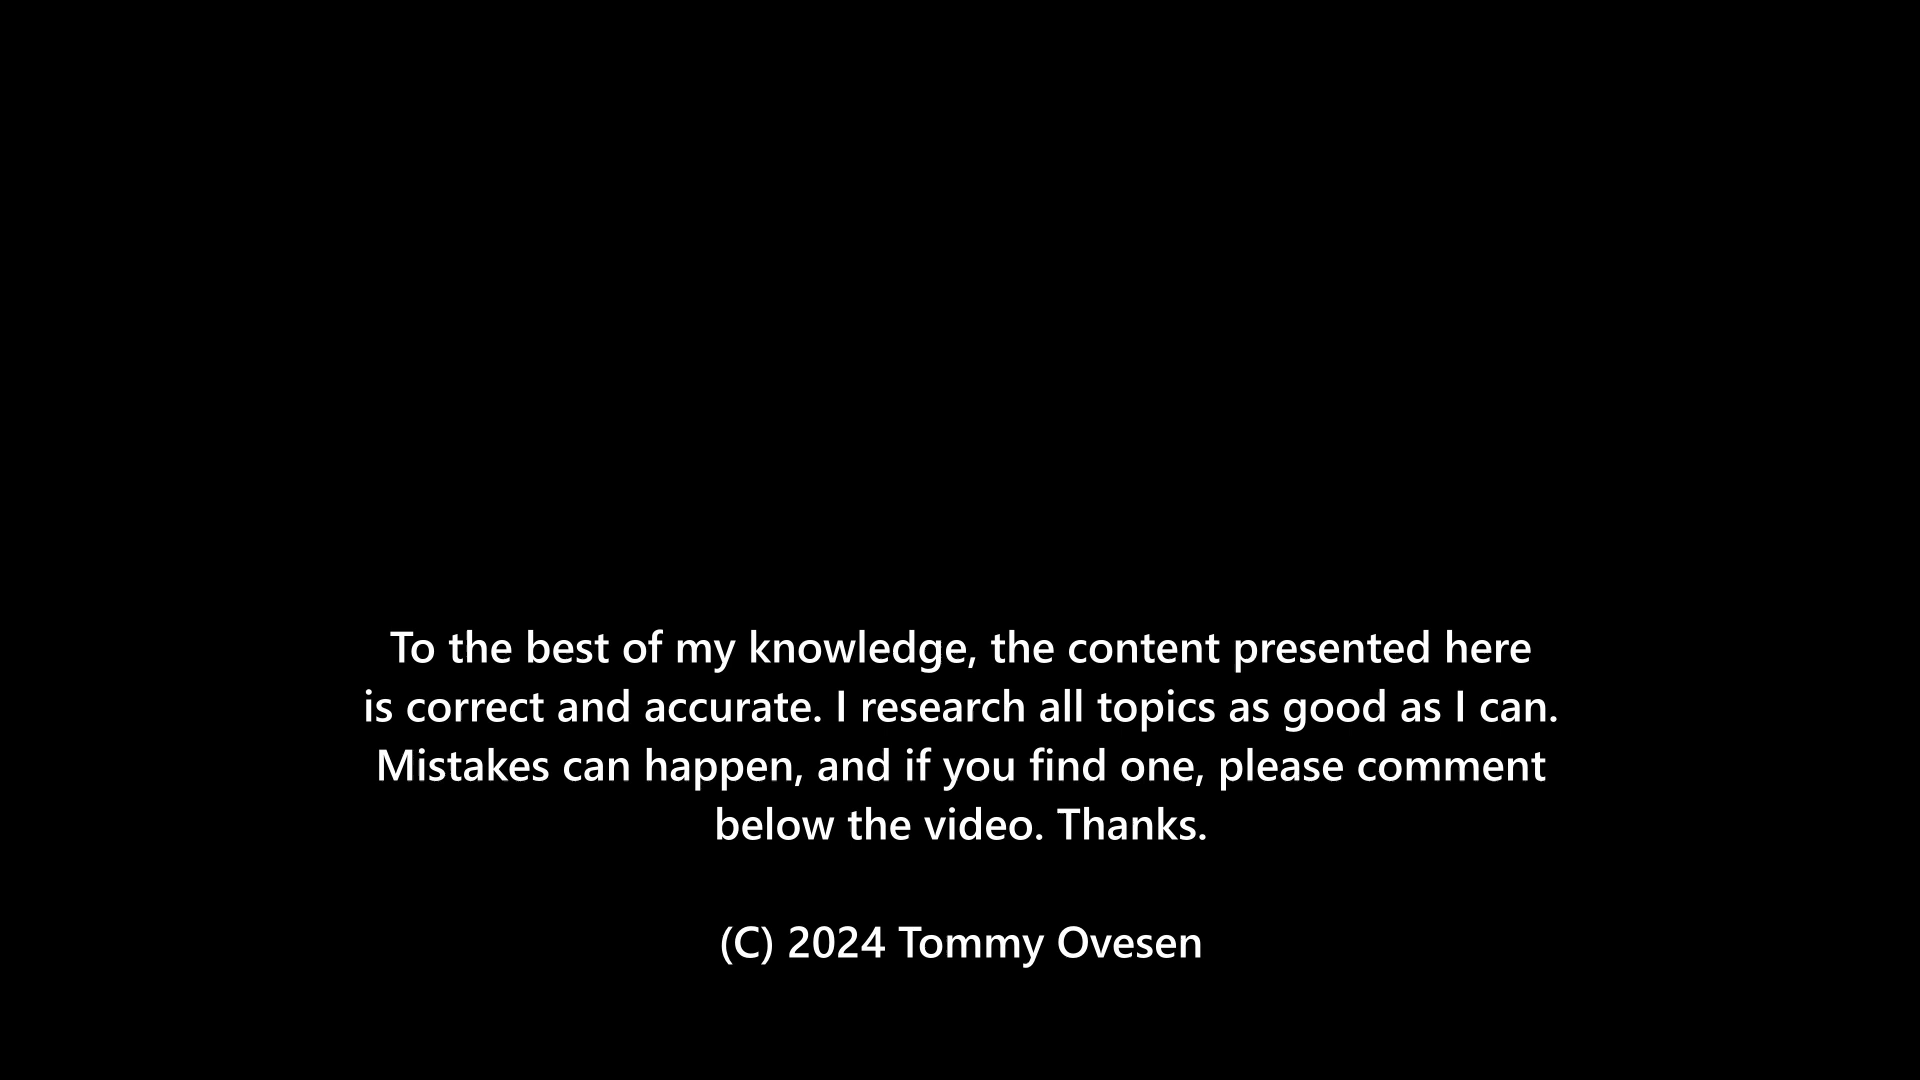 To the best of my knowledge, the content presented here
is correct and accurate. I research all topics as good as I can.
Mistakes can happen, and if you find one, please comment
below the video. Thanks.
(C) 2024 Tommy Ovesen